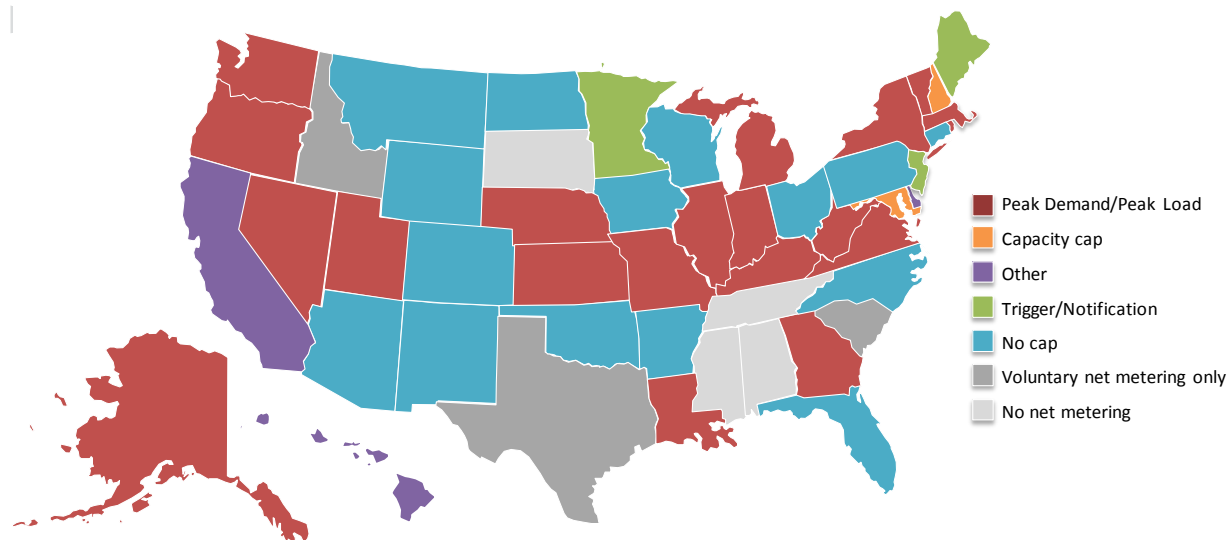 Peak Demand/Peak Load
Capacity cap
Other
Trigger/Notification
No cap
Voluntary net metering only
No net metering